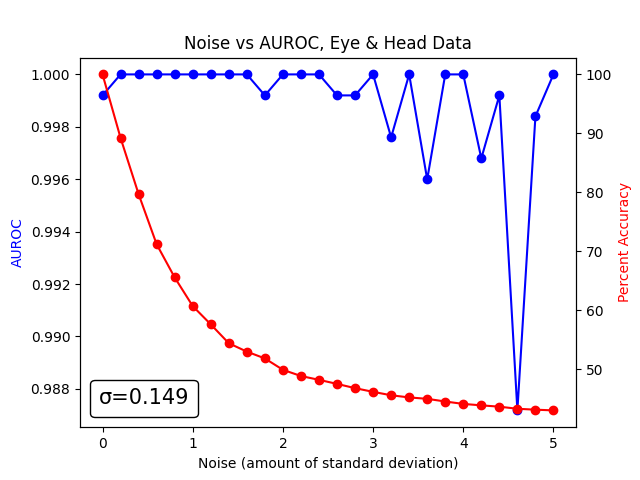 Noise vs AUROC, Eye & Head Data
1.000
0.998
0.996
0.994
0.992
0.990
0.988
AUROC
100
90
80
70
60
50
Percent Accuracy
σ=0.149
0 1 2 3 4 5
Noise (amount of standard deviation)